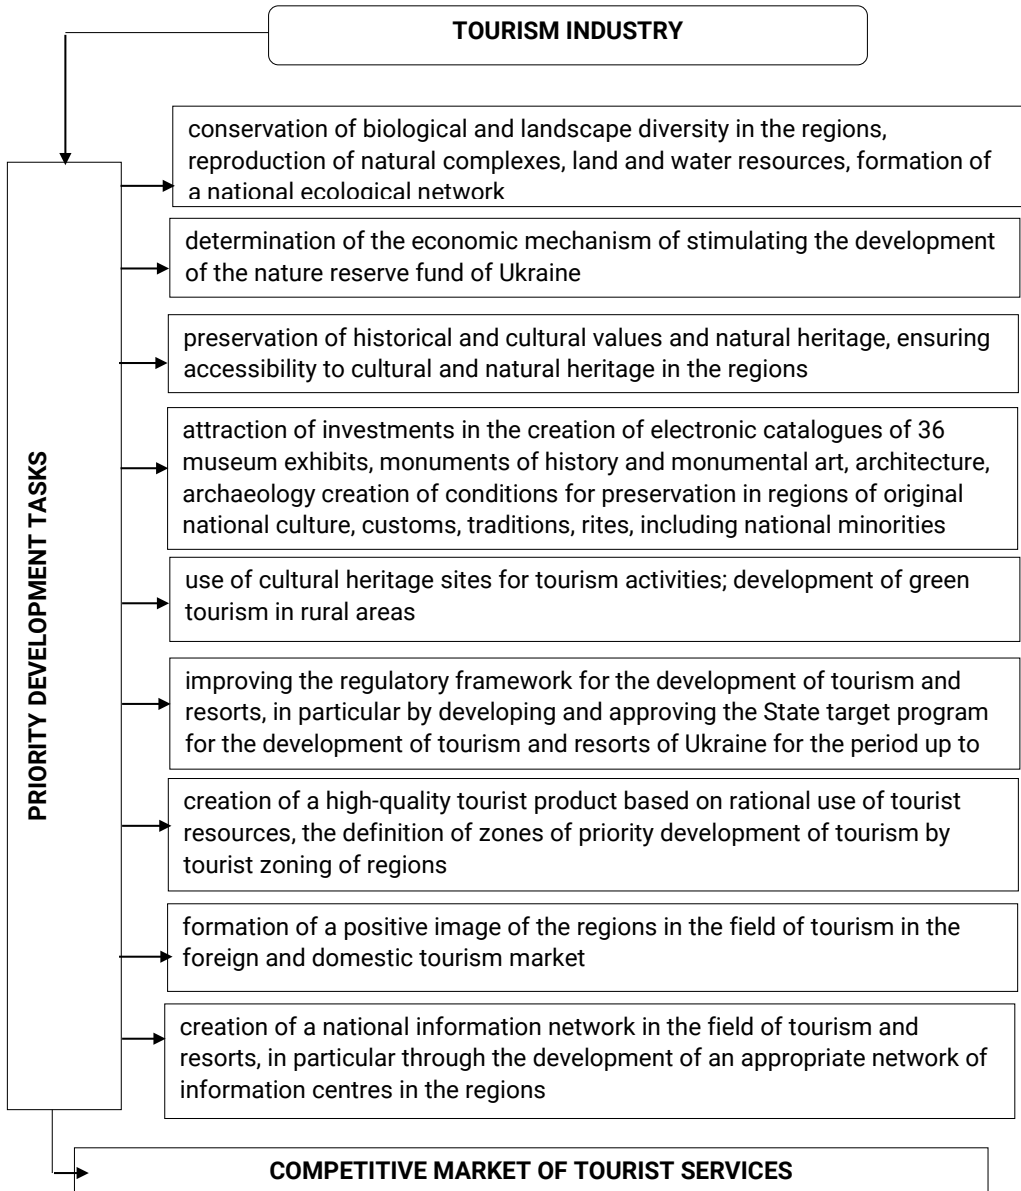 TOURISM INDUSTRY
PRIORITY DEVELOPMENT TASKS
conservation of biological and landscape diversity in the regions,
reproduction of natural complexes, land and water resources, formation of
a national ecological network
determination of the economic mechanism of stimulating the development
of the nature reserve fund of Ukraine
preservation of historical and cultural values and natural heritage, ensuring
accessibility to cultural and natural heritage in the regions
attraction of investments in the creation of electronic catalogues of 36
museum exhibits, monuments of history and monumental art, architecture,
archaeology creation of conditions for preservation in regions of original
national culture, customs, traditions, rites, including national minorities
use of cultural heritage sites for tourism activities; development of green
tourism in rural areas
improving the regulatory framework for the development of tourism and
resorts, in particular by developing and approving the State target program
for the development of tourism and resorts of Ukraine for the period up to
creation of a high-quality tourist product based on rational use of tourist
resources, the definition of zones of priority development of tourism by
tourist zoning of regions
formation of a positive image of the regions in the field of tourism in the
foreign and domestic tourism market
creation of a national information network in the field of tourism and
resorts, in particular through the development of an appropriate network of
information centres in the regions
COMPETITIVE MARKET OF TOURIST SERVICES